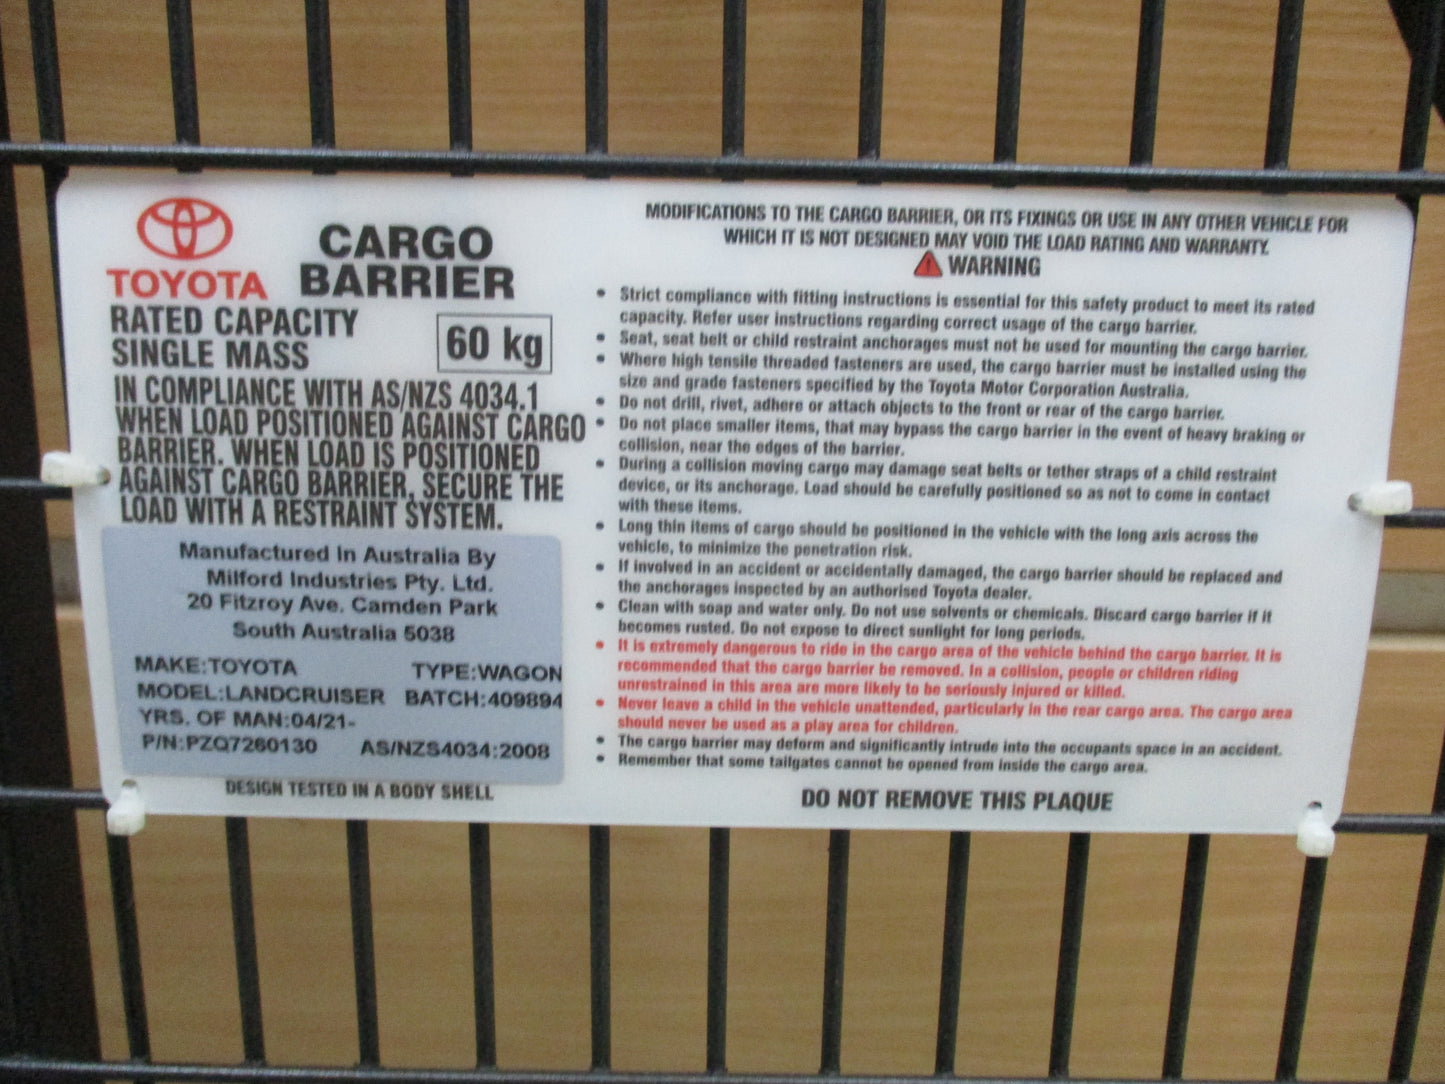 TOYOTA
CARGO
BARRIER
RATED CAPACITY
SINGLE MASS
60 kg
IN COMPLIANCE WITH AS/NZS 4034.1
WHEN LOAD POSITIONED AGAINST CARGO
BARRIER. WHEN LOAD IS POSITIONED
AGAINST CARGO BARRIER, SECURE THE
LOAD WITH A RESTRAINT SYSTEM.
Manufactured In Australia By
Milford Industries Pty. Ltd.
20 Fitzroy Ave. Camden Park
South Australia 5038
MAKE:TOYOTA TYPE:WAGON
MODEL:LANDCRUISER BATCH:409894
YRS. OF MAN:04/21-
P/N:PZQ7260130 AS/NZS4034:2008
DESIGN TESTED IN A BODY SHELL
MODIFICATIONS TO THE CARGO BARRIER, OR ITS FIXINGS OR USE IN ANY OTHER VEHICLE FOR
WHICH IT IS NOT DESIGNED MAY VOID THE LOAD RATING AND WARRANTY.
WARNING
• Strict compliance with fitting instructions is essential for this safety product to meet its rated
capacity. Refer user instructions regarding correct usage of the cargo barrier.
• Seat, seat belt or child restraint anchorages must not be used for mounting the cargo barrier.
• Where high tensile threaded fasteners are used, the cargo barrier must be installed using the
size and grade fasteners specified by the Toyota Motor Corporation Australia.
• Do not drill, rivet, adhere or attach objects to the front or rear of the cargo barrier.
• Do not place smaller items, that may bypass the cargo barrier in the event of heavy braking or
collision, near the edges of the barrier.
• During a collision moving cargo may damage seat belts or tether straps of a child restraint
device, or its anchorage. Load should be carefully positioned so as not to come in contact
with these items.
• Long thin items of cargo should be positioned in the vehicle with the long axis across the
vehicle, to minimize the penetration risk.
• If involved in an accident or accidentally damaged, the cargo barrier should be replaced and
the anchorages inspected by an authorised Toyota dealer.
• Clean with soap and water only. Do not use solvents or chemicals. Discard cargo barrier if it
becomes rusted. Do not expose to direct sunlight for long periods.
• It is extremely dangerous to ride in the cargo area of the vehicle behind the cargo barrier. It is
recommended that the cargo barrier be removed. In a collision, people or children riding
unrestrained in this area are more likely to be seriously injured or killed.
• Never leave a child in the vehicle unattended, particularly in the rear cargo area. The cargo area
should never be used as a play area for children.
• The cargo barrier may deform and significantly intrude into the occupants space in an accident.
• Remember that some tailgates cannot be opened from inside the cargo area.
DO NOT REMOVE THIS PLAQUE